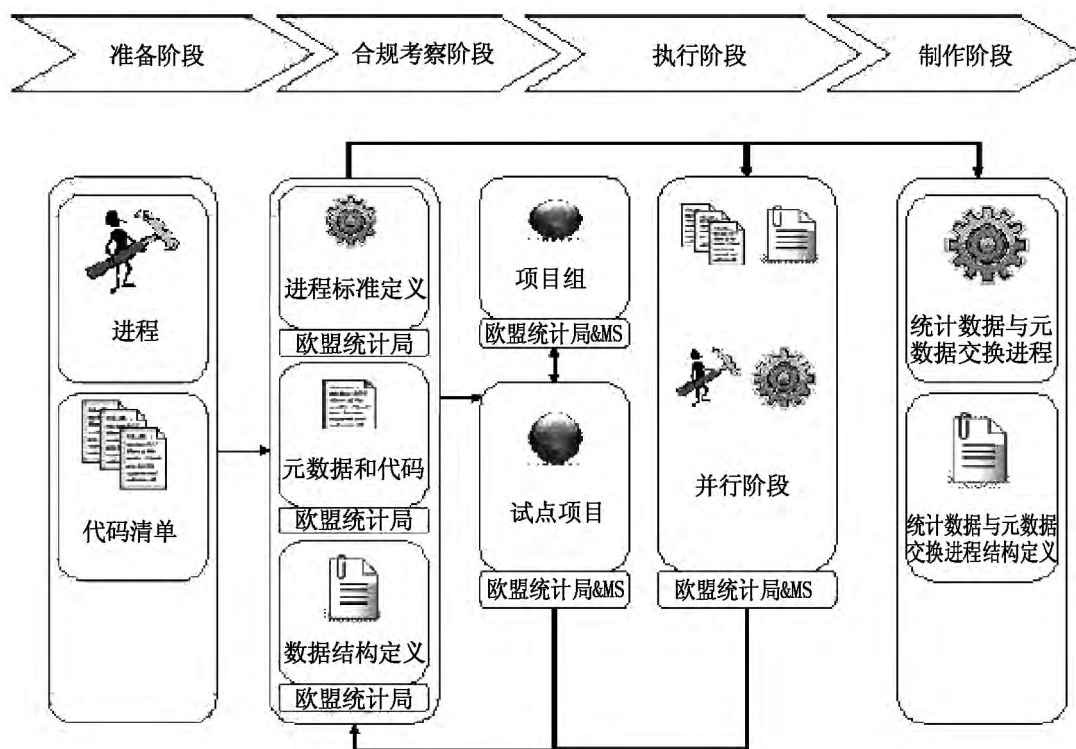 准备阶段
合规考察阶段
执行阶段
制作阶段
进程
代码清单
进程标准定义
欧盟统计局
元数据和代码
欧盟统计局
数据结构定义
欧盟统计局
项目组
欧盟统计局&MS
试点项目
欧盟统计局&MS
并行阶段
欧盟统计局&MS
统计数据与元
数据交换进程
统计数据与元数据
交换进程结构定义